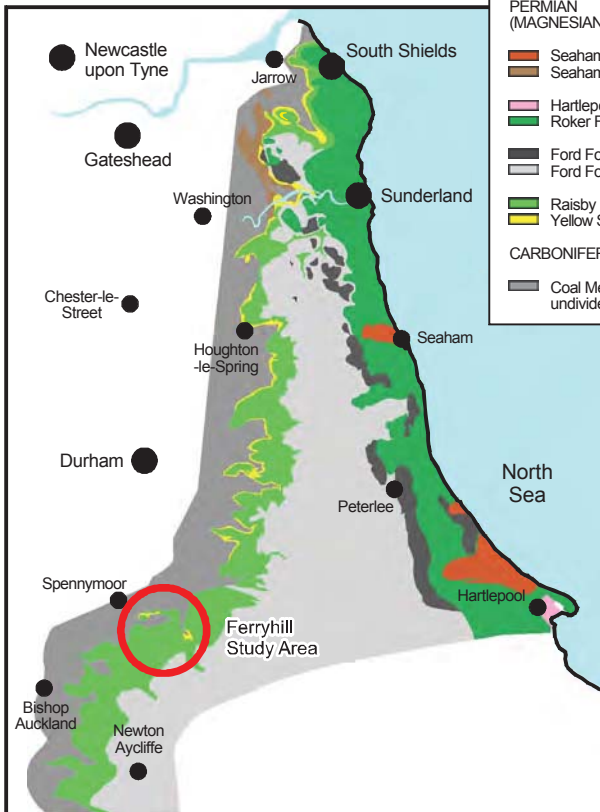 Newcastle
upon Tyne
Jarrow
South Shields
Gateshead
Washington
Sunderland
Chester-le-
Street
Houghton
-le-Spring
Seaham
Durham
North
Sea
Peterlee
Spennymoor
Hartlepool
Ferryhill
Study Area
Bishop
Auckland
Newton
Aycliffe
PERMIAN
(MAGNESIAN
Seaham
Seaham
Hartlepo
Roker F
Ford Fo
Ford Fo
Raisby
Yellow S
CARBONIFER
Coal Me
undivide